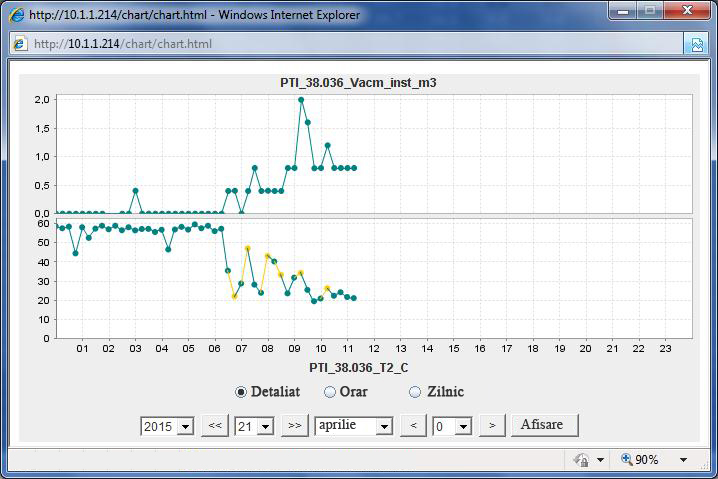 http://10.1.1.214/chart/chart.html - Windows Internet Explorer
http://10.1.1.214/chart/chart.html
PTI_38.036_Vacm_inst_m3
2,0
1,5
1,0
0,5
0,0
60
50
40
30
20
10
0
01 02 03 04 05 06 07 08 09 10 11 12 13 14 15 16 17 18 19 20 21 22 23
PTI_38.036_T2_C
Detaliat Orar Zilnic
2015 << 21 >> aprilie < 0 > Afisare
90%